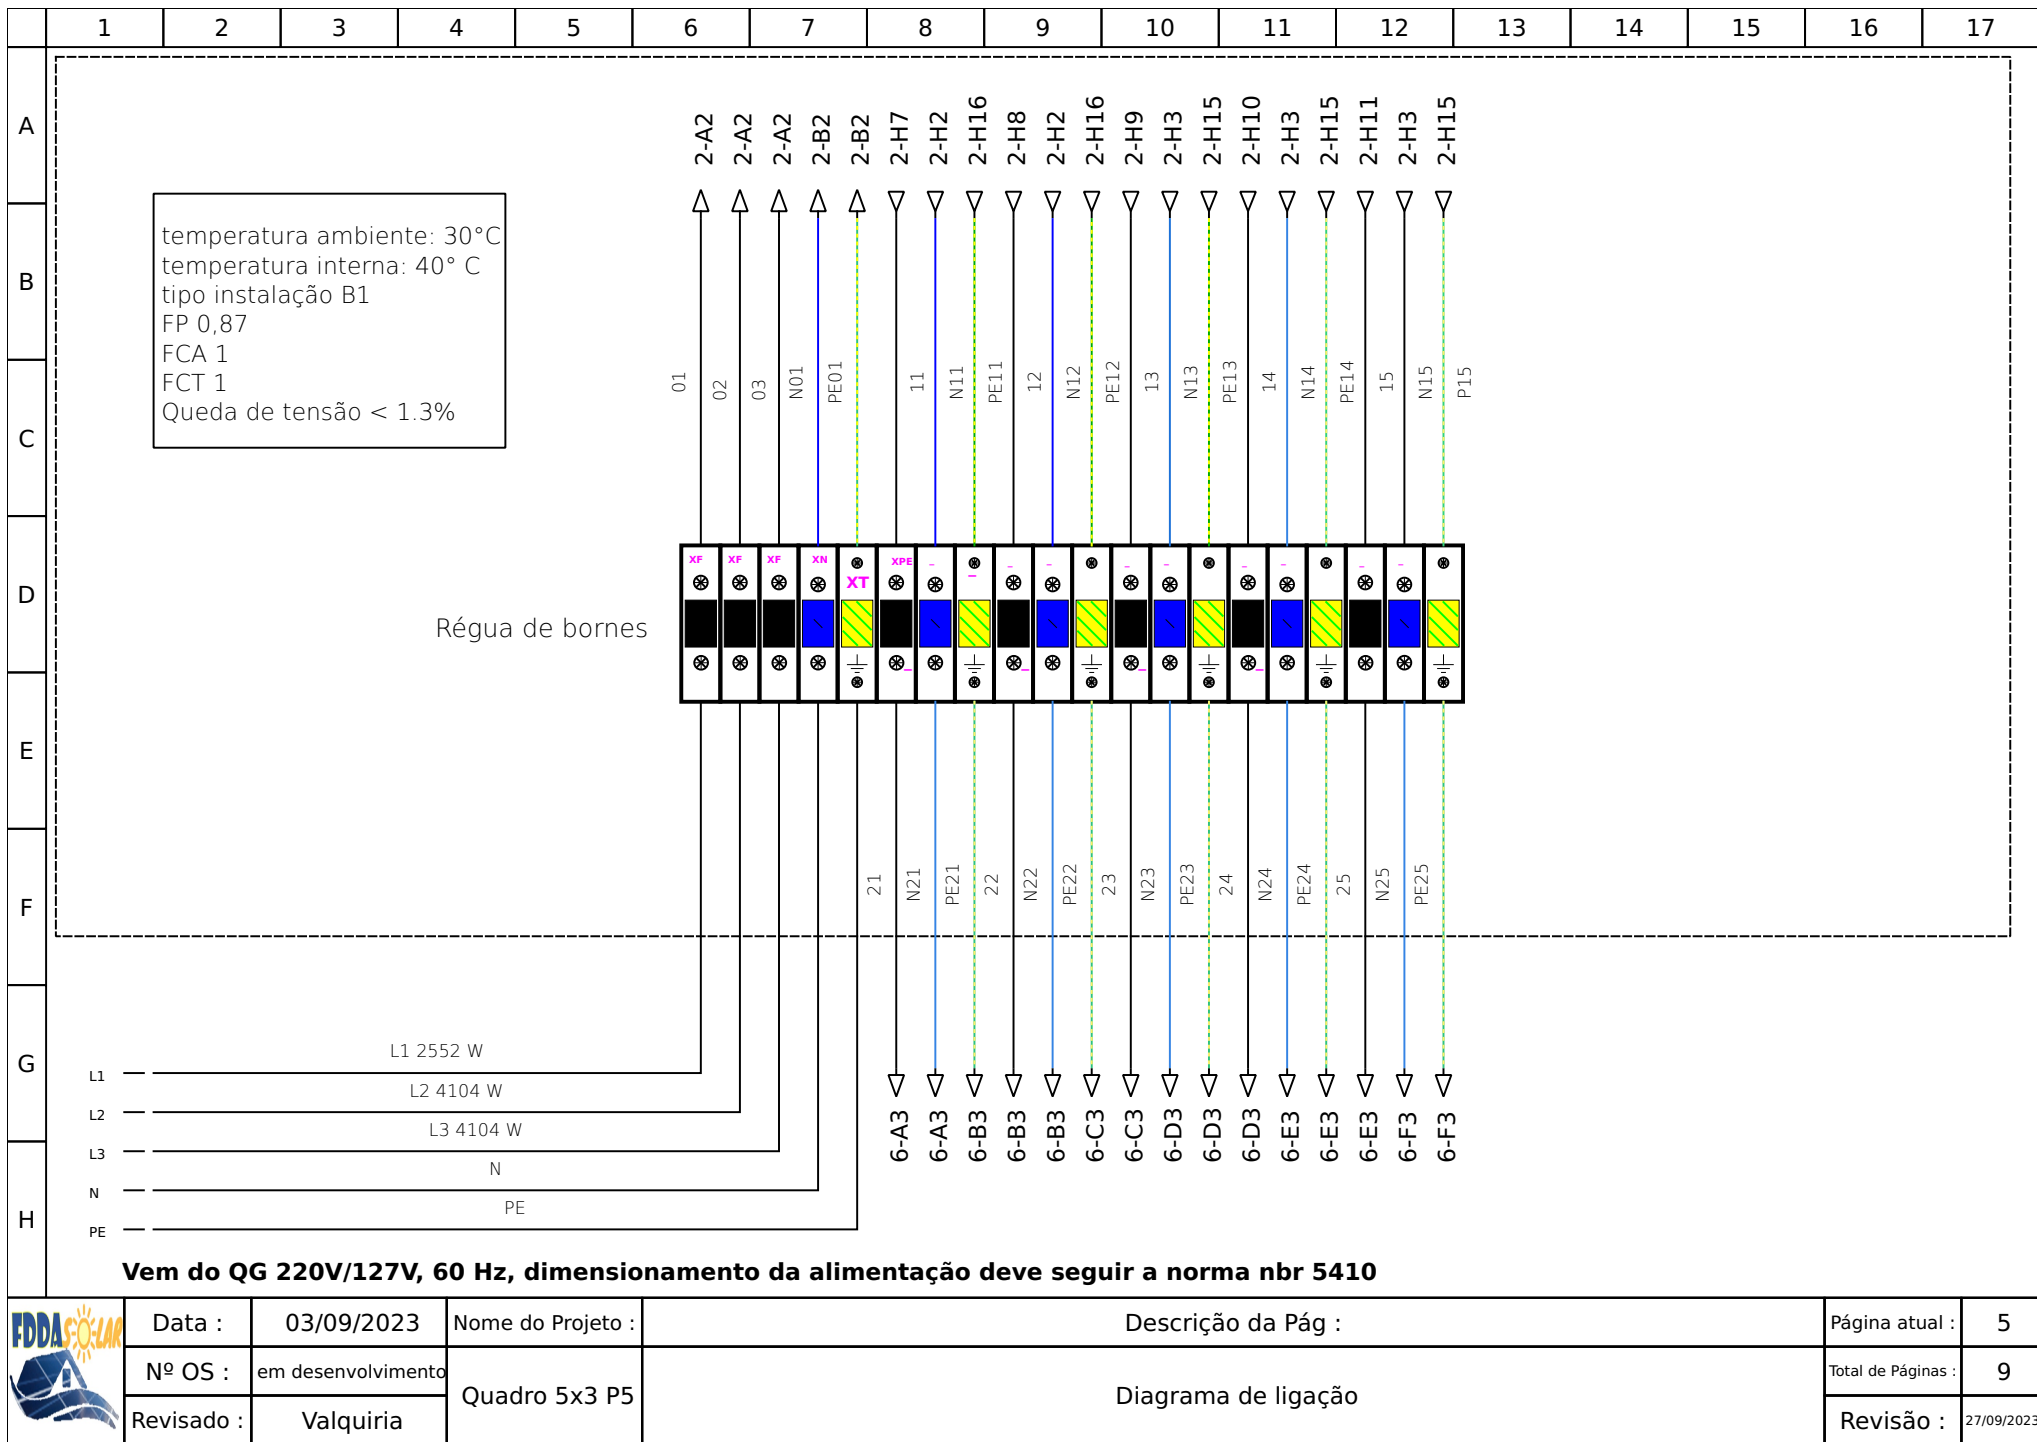 1 2 3 4 5 6 7 8 9 10 11 12 13 14 15 16 17
A
B
C
D
E
F
G
H
2-A2 2-A2 2-A2 2-B2 2-B2 2-H7 2-H2 2-H16 2-H8 2-H2 2-H16 2-H9 2-H3 2-H15 2-H10 2-H3 2-H15 2-H11 2-H3 2-H15
temperatura ambiente: 30°C
temperatura interna: 40° C
tipo instalação B1
FP 0,87
FCA 1
FCT 1
Queda de tensão < 1.3%
01 02 03 N01 PE01 11 N11 PE11 12 N12 PE12 13 N13 PE13 14 N14 PE14 15 N15 P15
XF XF XF XN XT XPE
Régua de bornes
21 N21 PE21 22 N22 PE22 23 N23 PE23 24 N24 PE24 25 N25 PE25
6-A3 6-A3 6-B3 6-B3 6-B3 6-C3 6-C3 6-D3 6-D3 6-D3 6-E3 6-E3 6-E3 6-F3 6-F3
L1 L1 2552 W
L2 L2 4104 W
L3 L3 4104 W
N N
PE PE
Vem do QG 220V/127V, 60 Hz, dimensionamento da alimentação deve seguir a norma nbr 5410
FDDA SOLAR
Data : 03/09/2023 Nome do Projeto : Descrição da Pág : Página atual : 5
Nº OS : em desenvolvimento Quadro 5x3 P5 Diagrama de ligação Total de Páginas : 9
Revisado : Valquiria Revisão : 27/09/2023